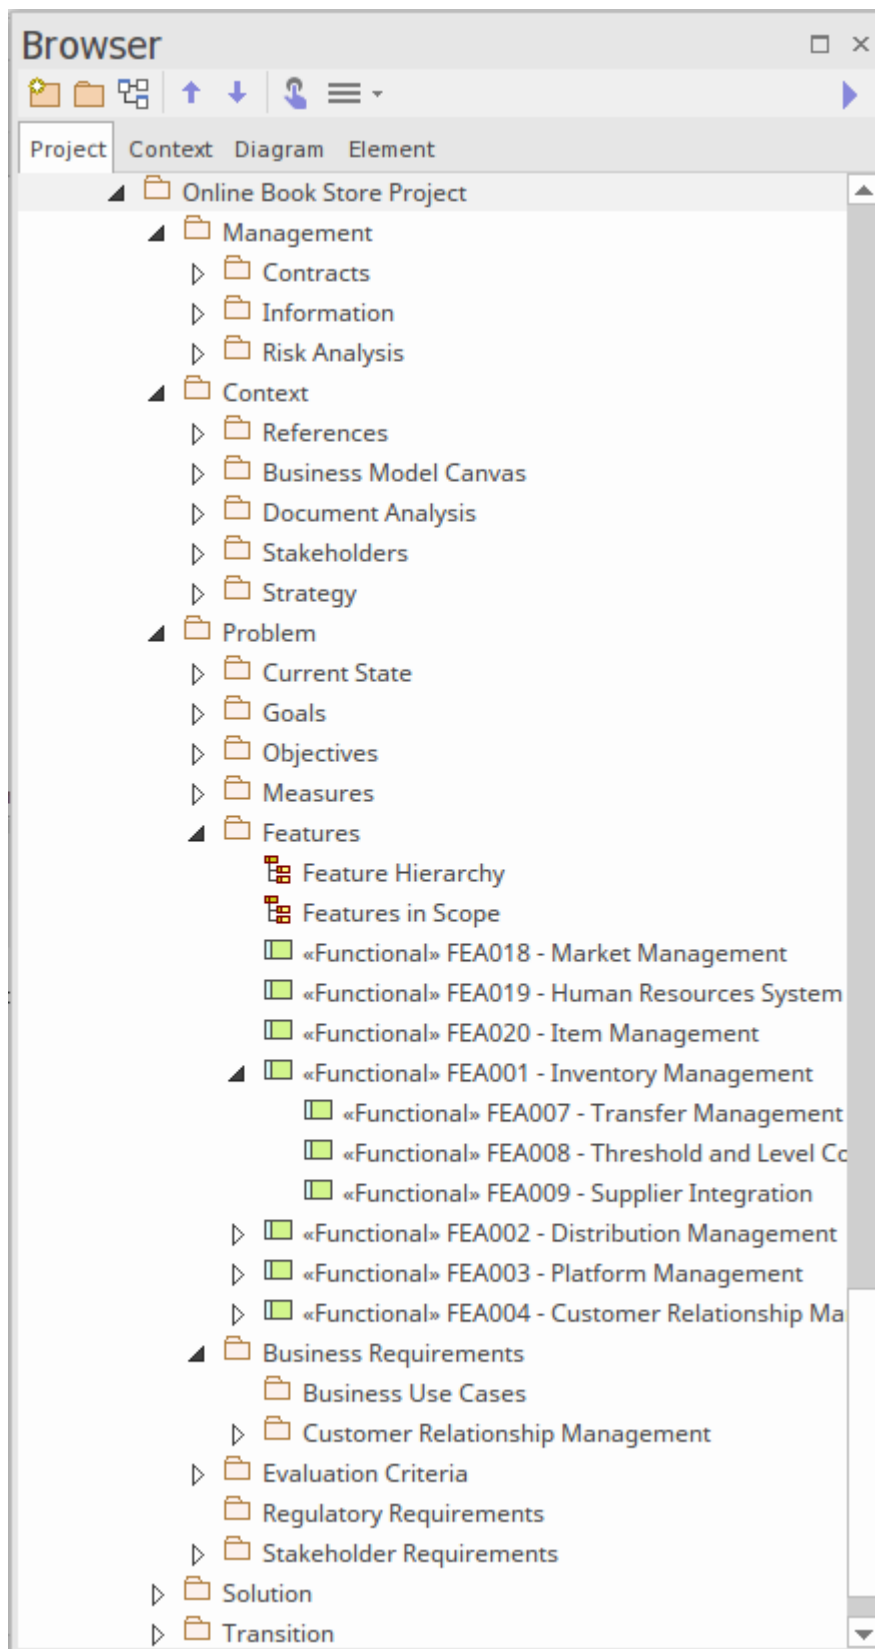 Browser
Project Context Diagram Element
Online Book Store Project
Management
Contracts
Information
Risk Analysis
Context
References
Business Model Canvas
Document Analysis
Stakeholders
Strategy
Problem
Current State
Goals
Objectives
Measures
Features
Feature Hierarchy
Features in Scope
«Functional» FEA018 - Market Management
«Functional» FEA019 - Human Resources System
«Functional» FEA020 - Item Management
«Functional» FEA001 - Inventory Management
«Functional» FEA007 - Transfer Management
«Functional» FEA008 - Threshold and Level Co
«Functional» FEA009 - Supplier Integration
«Functional» FEA002 - Distribution Management
«Functional» FEA003 - Platform Management
«Functional» FEA004 - Customer Relationship Ma
Business Requirements
Business Use Cases
Customer Relationship Management
Evaluation Criteria
Regulatory Requirements
Stakeholder Requirements
Solution
Transition